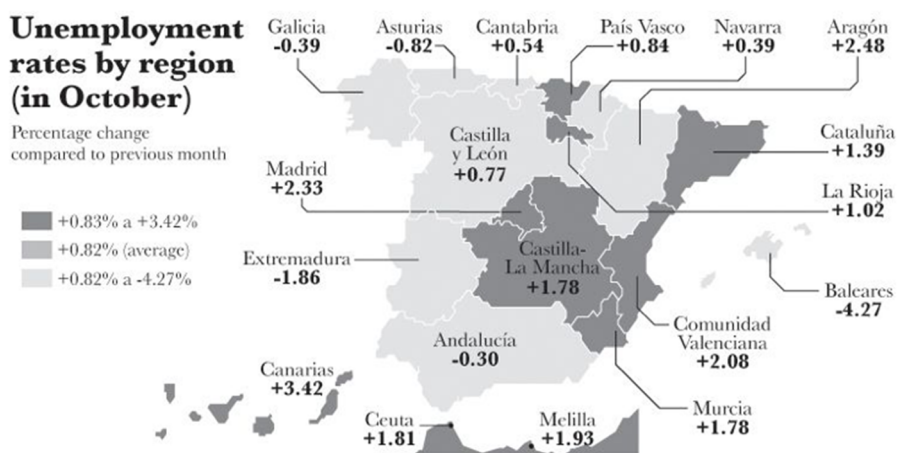 Unemployment
rates by region
(in October)
Percentage change
compared to previous month
+0.83% a +3.42%
+0.82% (average)
+0.82% a -4.27%
Galicia
-0.39
Asturias
-0.82
Cantabria
+0.54
País Vasco
+0.84
Navarra
+0.39
Aragón
+2.48
Castilla
y León
+0.77
Cataluña
+1.39
Madrid
+2.33
La Rioja
+1.02
Extremadura
-1.86
Castilla-
La Mancha
+1.78
Baleares
-4.27
Andalucía
-0.30
Comunidad
Valenciana
+2.08
Canarias
+3.42
Murcia
+1.78
Ceuta
+1.81
Melilla
+1.93